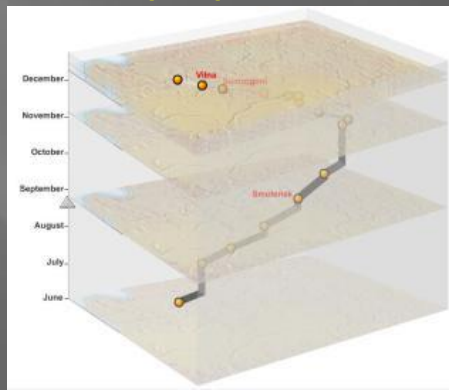 December
Vilna
November
October
September
Smolensk
August
July
June